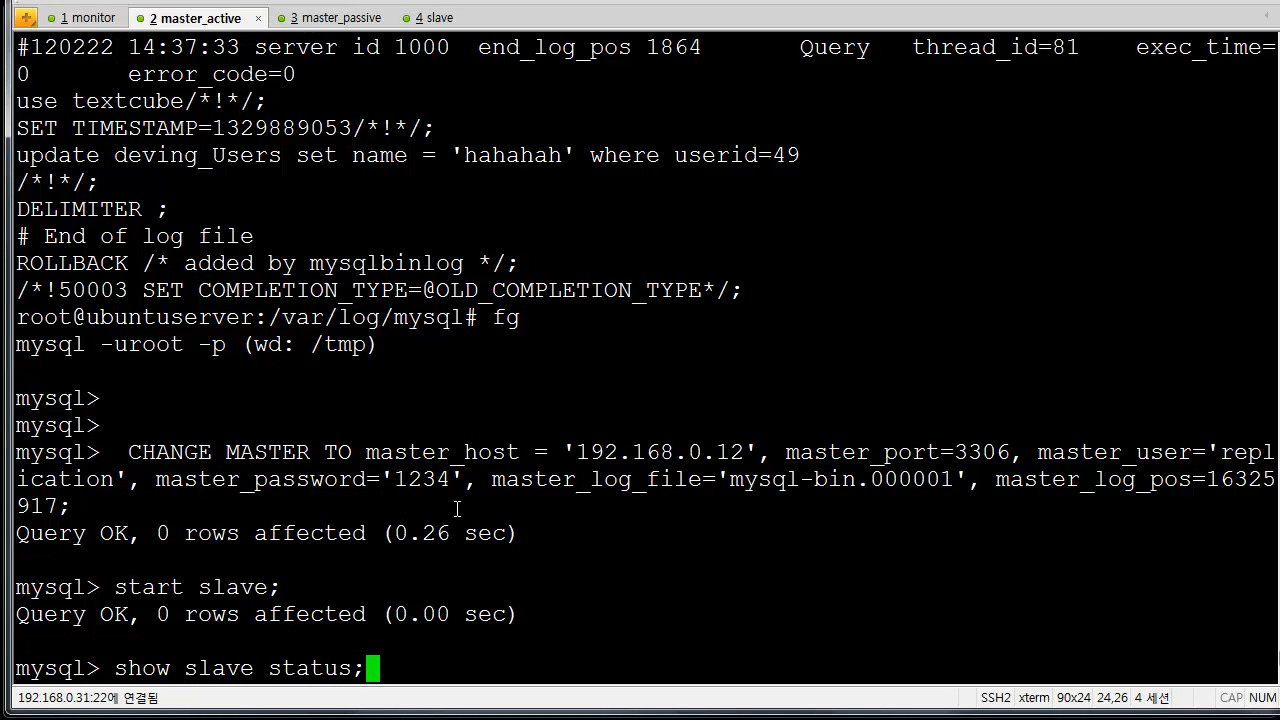 1 monitor 2 master_active × 3 master_passive 4 slave
#120222 14:37:33 server id 1000  end_log_pos 1864       Query   thread_id=81    exec_time=
0       error_code=0
use textcube/*!*/;
SET TIMESTAMP=1329889053/*!*/;
update deving_Users set name = 'hahahah' where userid=49
/*!*/;
DELIMITER ;
# End of log file
ROLLBACK /* added by mysqlbinlog */;
/*!50003 SET COMPLETION_TYPE=@OLD_COMPLETION_TYPE*/;
root@ubuntuserver:/var/log/mysql# fg
mysql -uroot -p (wd: /tmp)
mysql>
mysql>
mysql>  CHANGE MASTER TO master_host = '192.168.0.12', master_port=3306, master_user='repl
ication', master_password='1234', master_log_file='mysql-bin.000001', master_log_pos=16325
917;
Query OK, 0 rows affected (0.26 sec)
mysql> start slave;
Query OK, 0 rows affected (0.00 sec)
mysql> show slave status;
192.168.0.31:22에 연결됨 SSH2 xterm 90x24 24,26 4 세션 CAP NUM